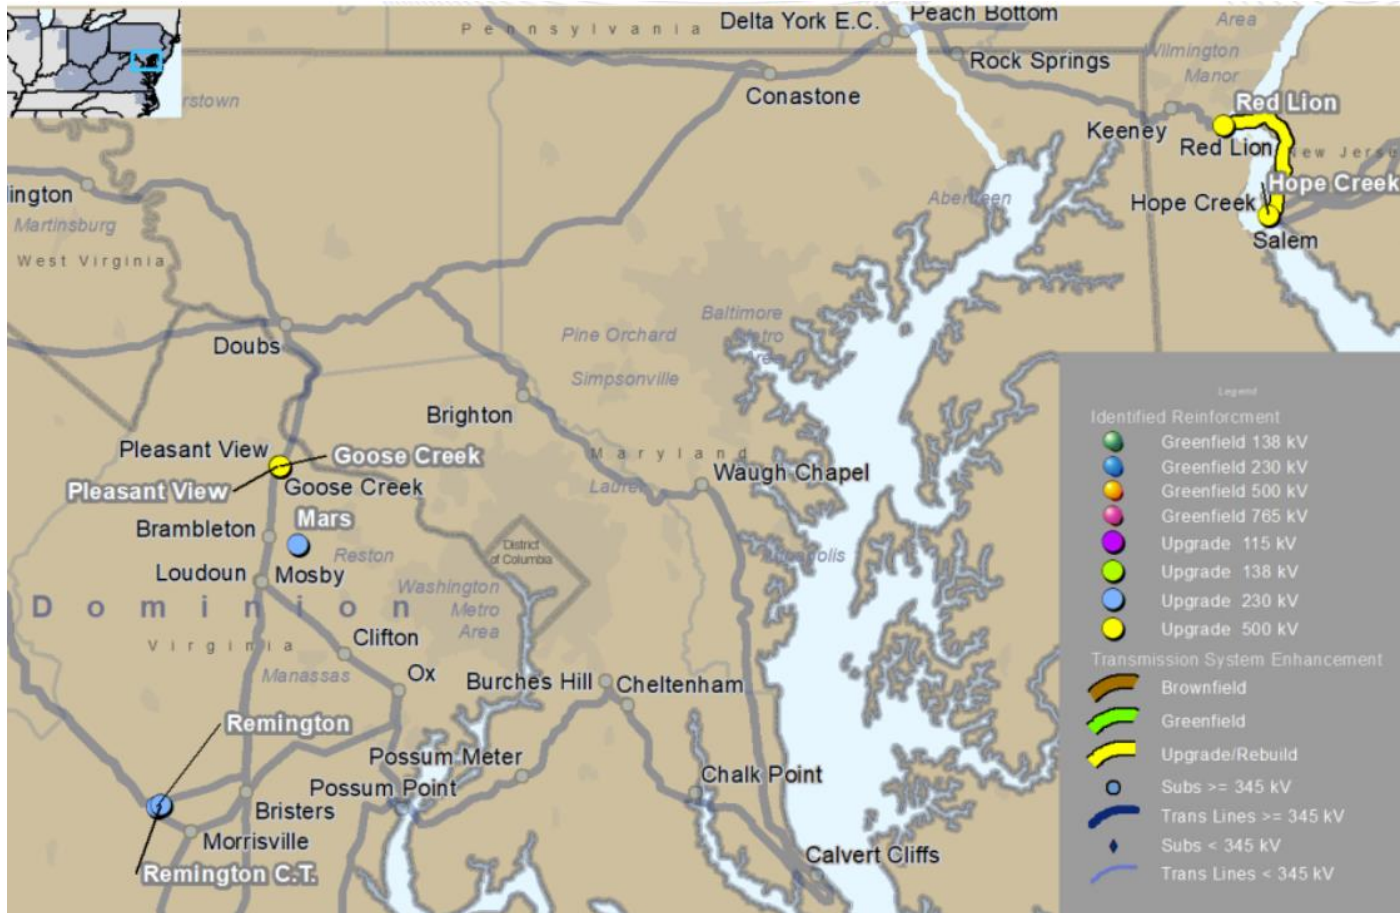 Pennsylvania
Delta York E.C.
Peach Bottom
Area
Wilmington
Manor
Rock Springs
Conastone
Red Lion
Keeney
Red Lion
New Jerse
Hope Creek
Hope Creek
Salem
rstown
lington
Martinsburg
West Virginia
Aberdeen
Doubs
Pine Orchard
Baltimore
Metro
Area
Simpsonville
Brighton
Maryland
Pleasant View
Goose Creek
Pleasant View
Goose Creek
Laurel
Waugh Chapel
Mars
Brambleton
Reston
District
of Columbia
Loudoun
Mosby
Washington
Metro
Area
Dominion
Virginia
Clifton
Manassas
Ox
Burches Hill
Cheltenham
Remington
Possum Meter
Possum Point
Chalk Point
Bristers
Morrisville
Calvert Cliffs
Remington C.T.
Legend
Identified Reinforcment
Greenfield 138 kV
Greenfield 230 kV
Greenfield 500 kV
Greenfield 765 kV
Upgrade 115 kV
Upgrade 138 kV
Upgrade 230 kV
Upgrade 500 kV
Transmission System Enhancement
Brownfield
Greenfield
Upgrade/Rebuild
Subs >= 345 kV
Trans Lines >= 345 kV
Subs < 345 kV
Trans Lines < 345 kV